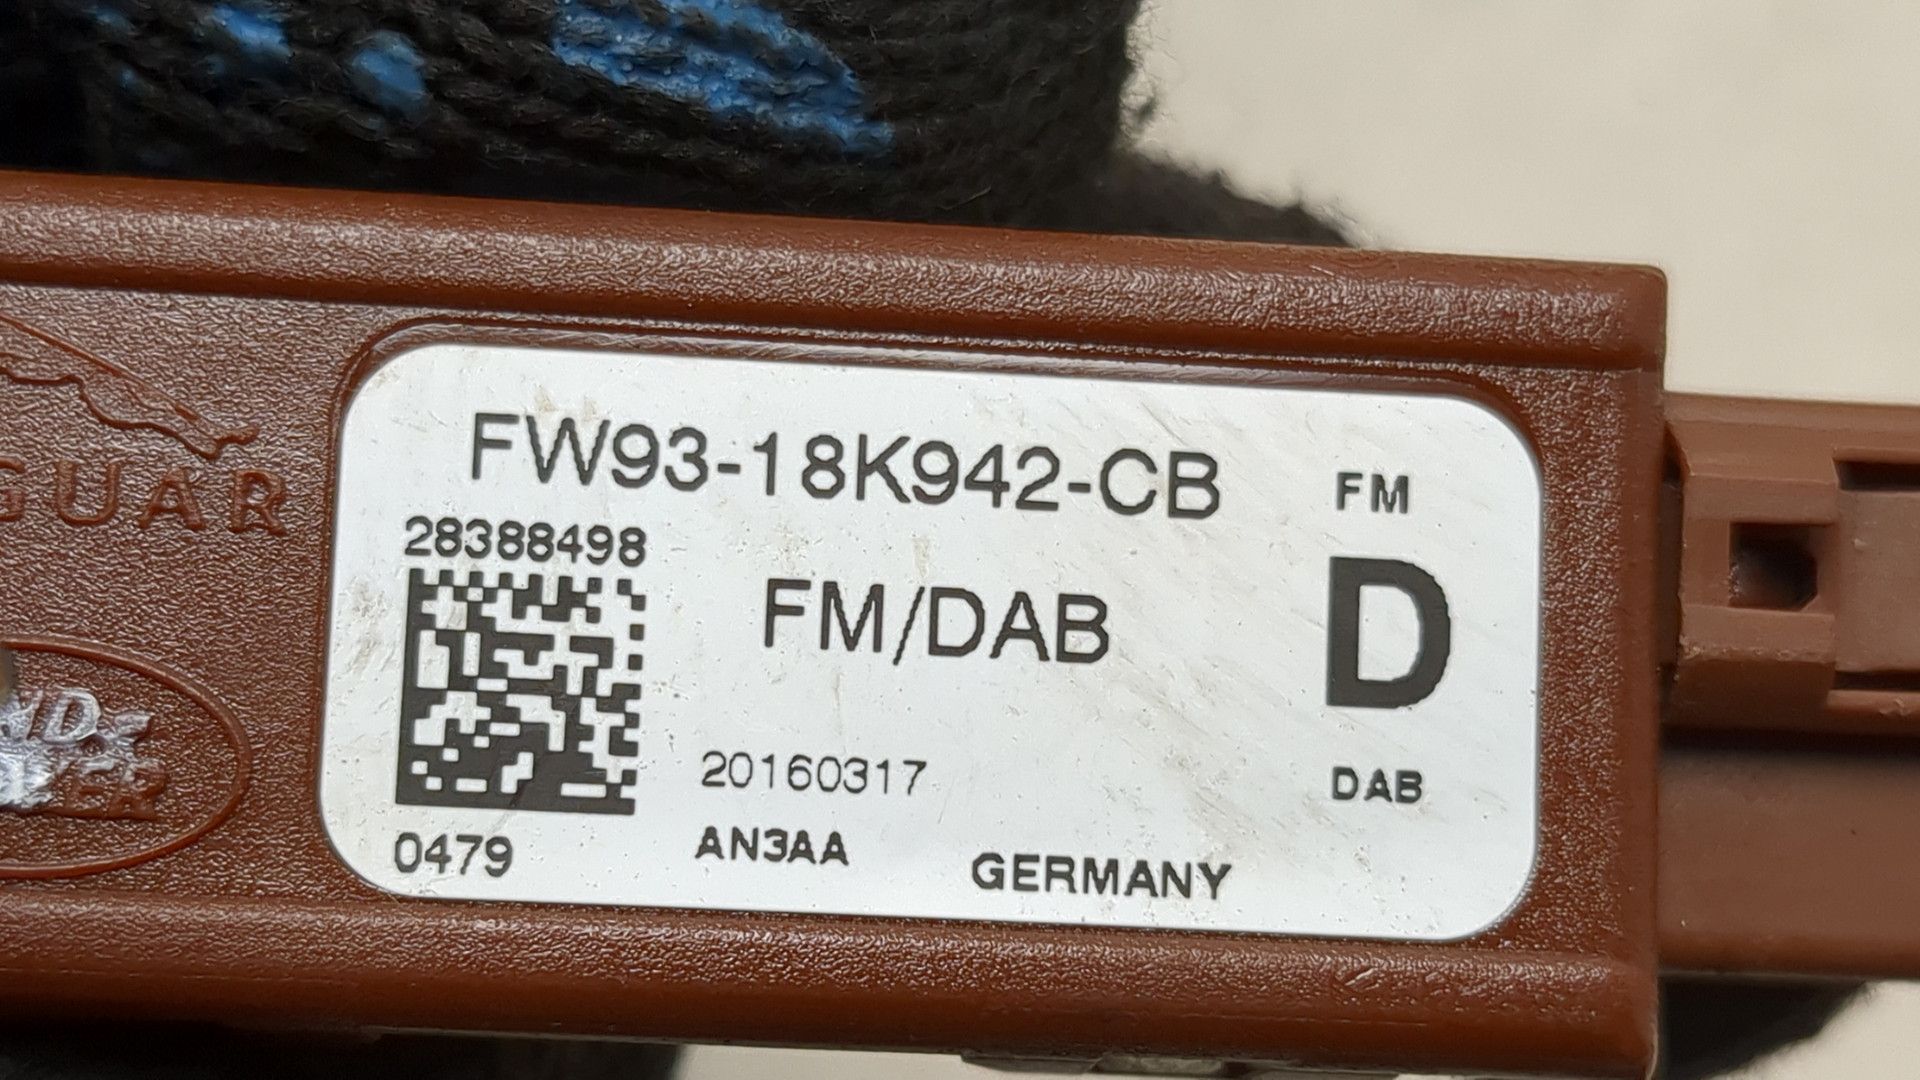 GUAR
FW93-18K942-CB
FM
28388498
FM/DAB
D
20160317
DAB
0479
AN3AA
GERMANY